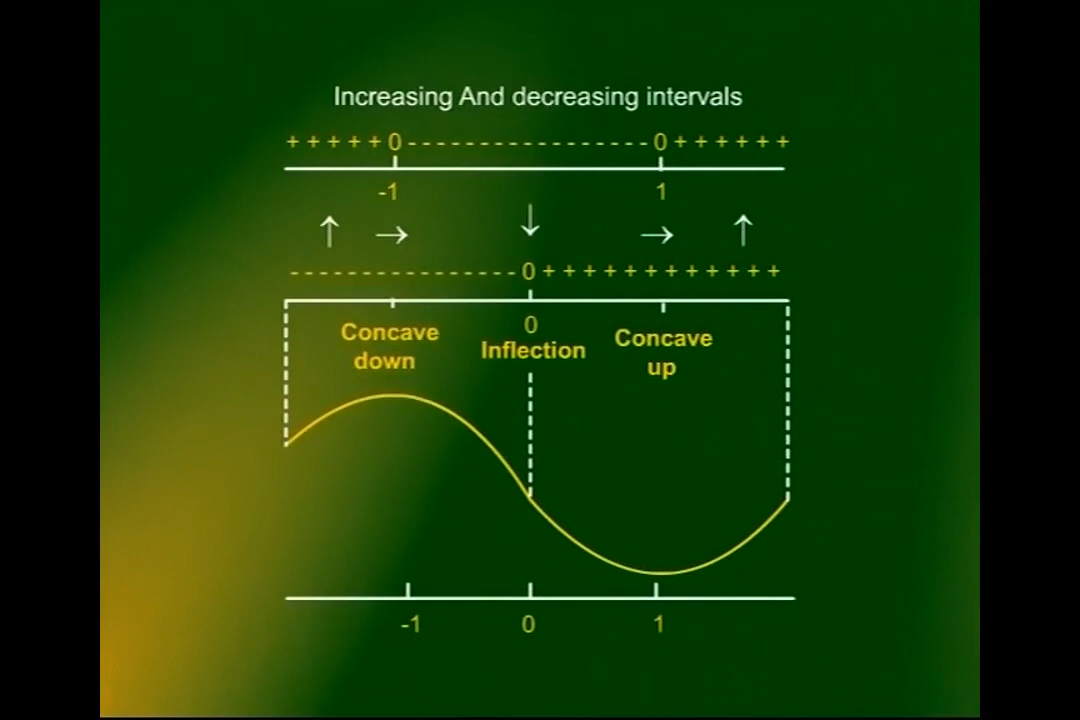 Increasing And decreasing intervals
+ + + + + 0 - - - - - - - - - - - - - - - - - 0 + + + + + +
-1 1
↑ → ↓ → ↑
- - - - - - - - - - - - - - - - 0 + + + + + + + + + + + +
0
Concave down
Inflection
Concave up
-1 0 1